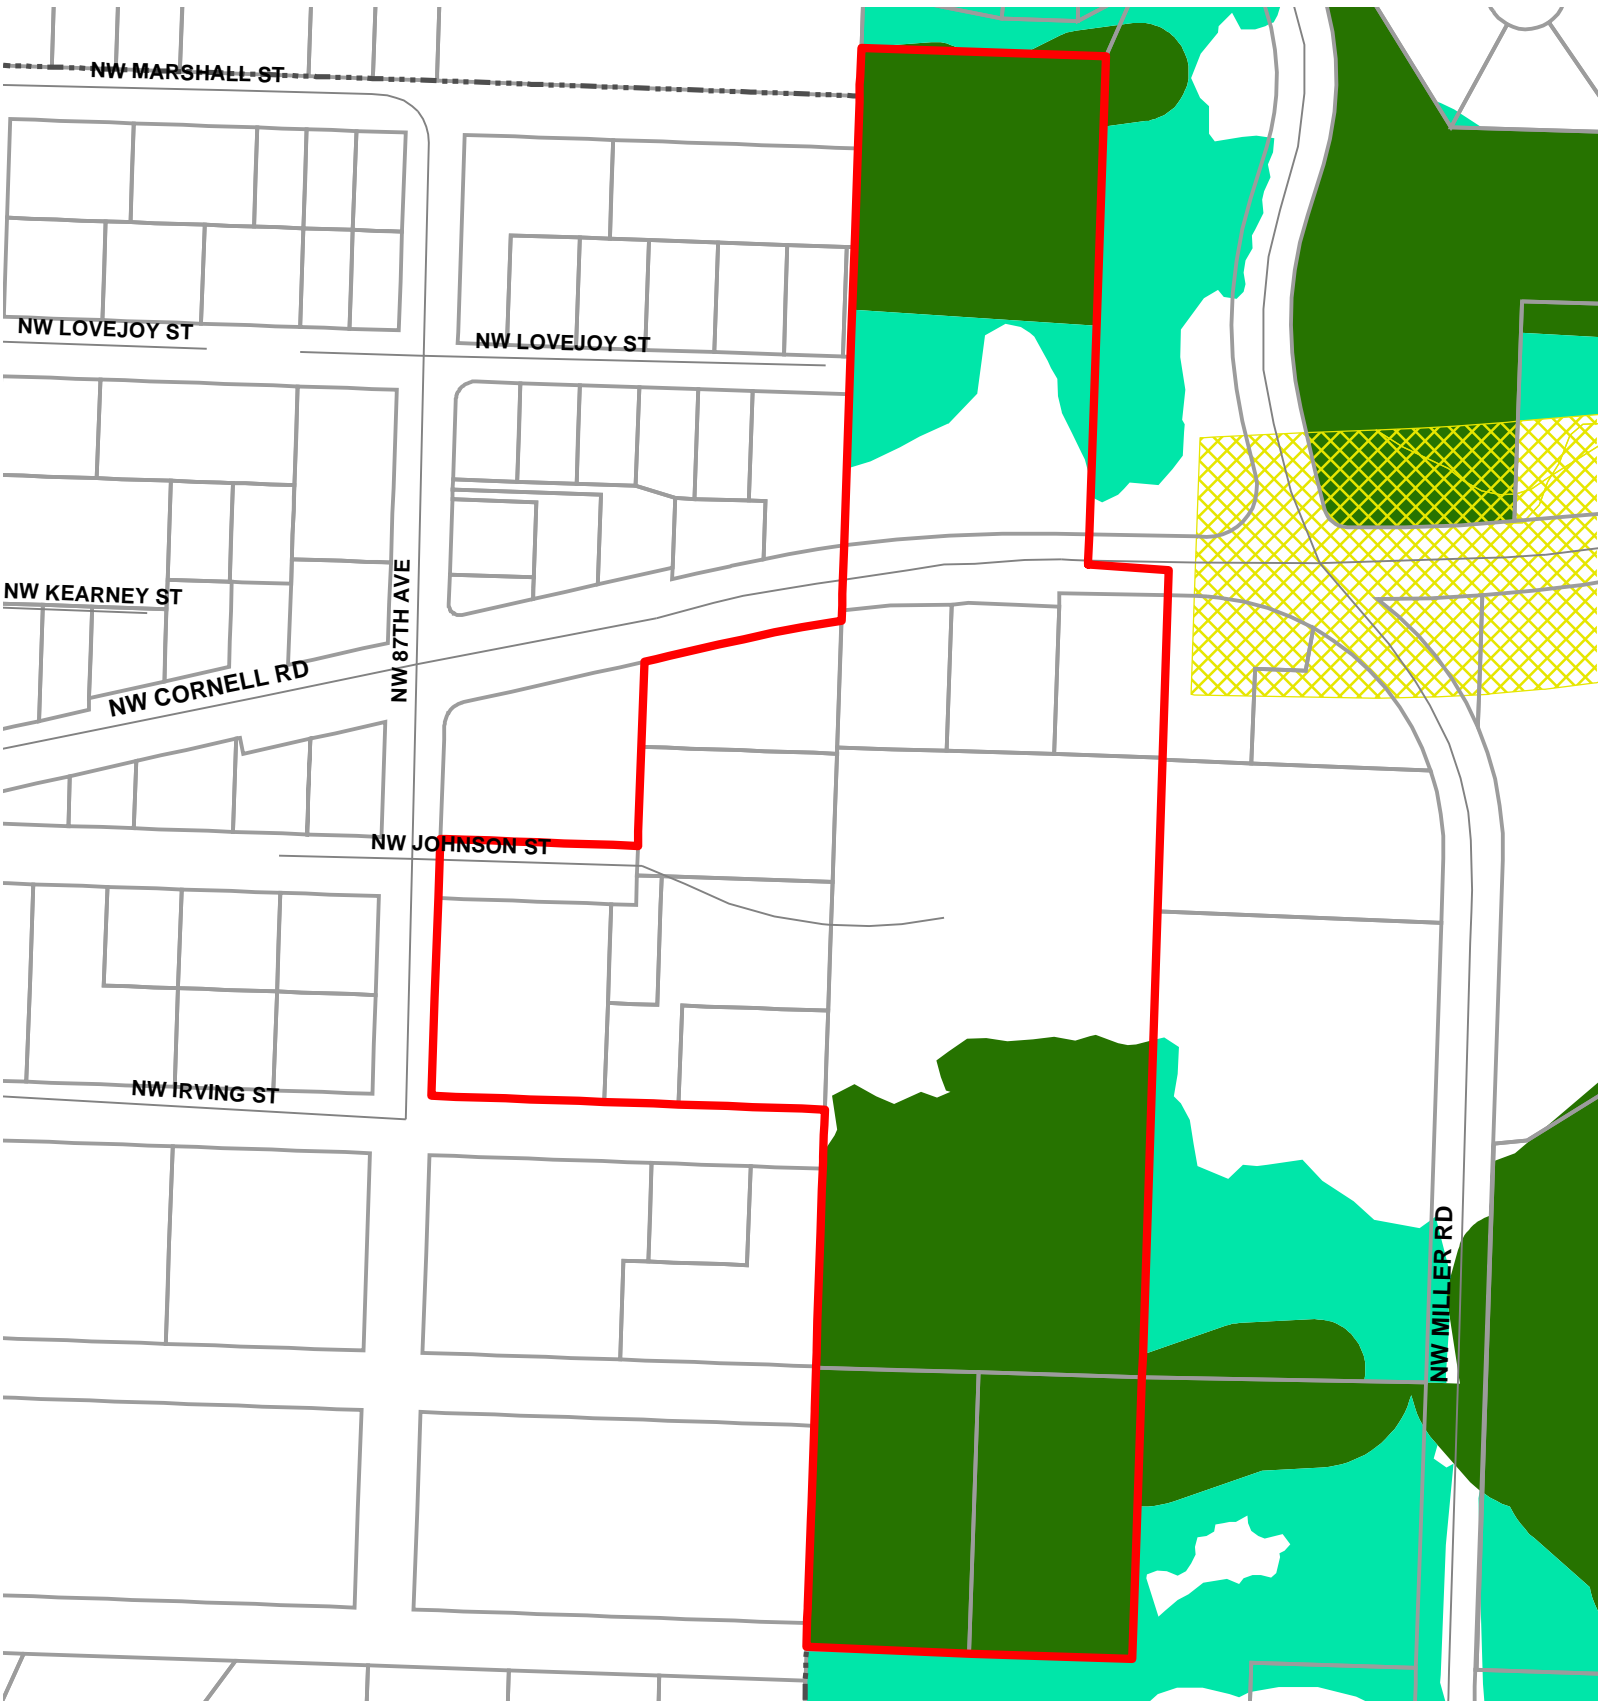 NW MARSHALL ST
NW LOVEJOY ST
NW LOVEJOY ST
NW KEARNEY ST
NW 87TH AVE
NW CORNELL RD
NW JOHNSON ST
NW IRVING ST
NW MILLER RD